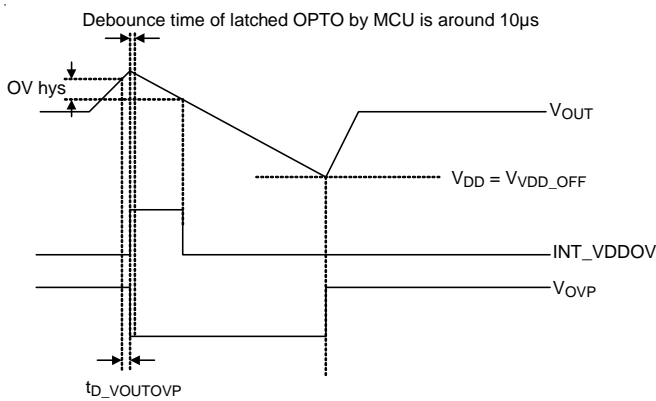 Debounce time of latched OPTO by MCU is around 10µs
OV hys
VOUT
VDD = VVDD_OFF
INT_VDDOV
VOVP
tD_VOUTOVP